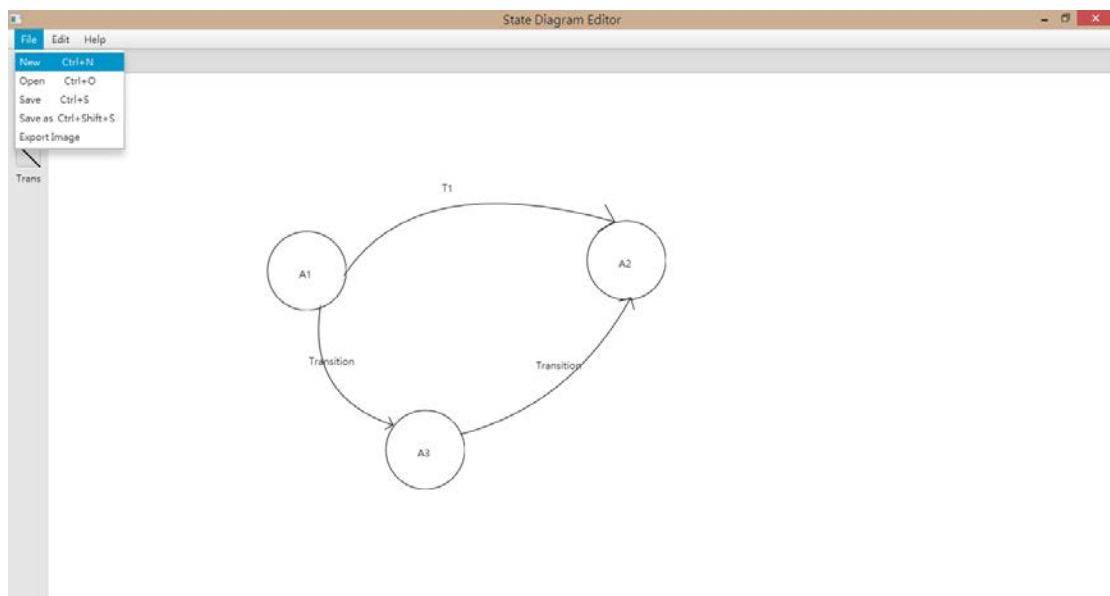 State Diagram Editor
File Edit Help
New Ctrl+N
Open Ctrl+O
Save Ctrl+S
Save as Ctrl+Shift+S
Export Image
Trans
T1
A1
A2
Transition
Transition
A3